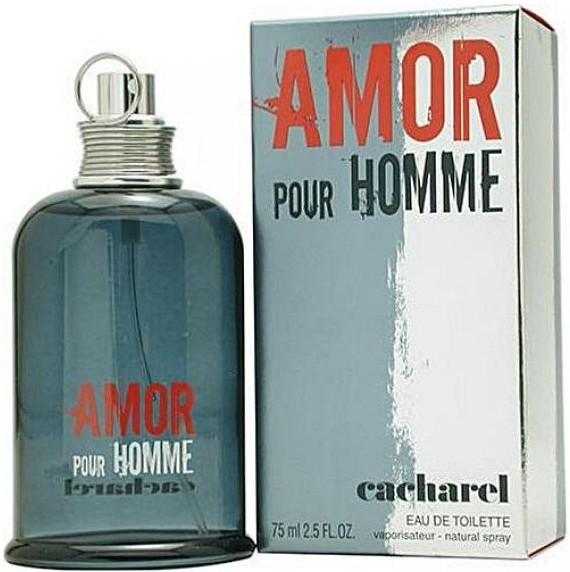 AMOR
POUR HOMME
cacharel
AMOR
POUR HOMME
cacharel
75 ml 2.5 FL.OZ.
EAU DE TOILETTE
vaporisateur - natural spray